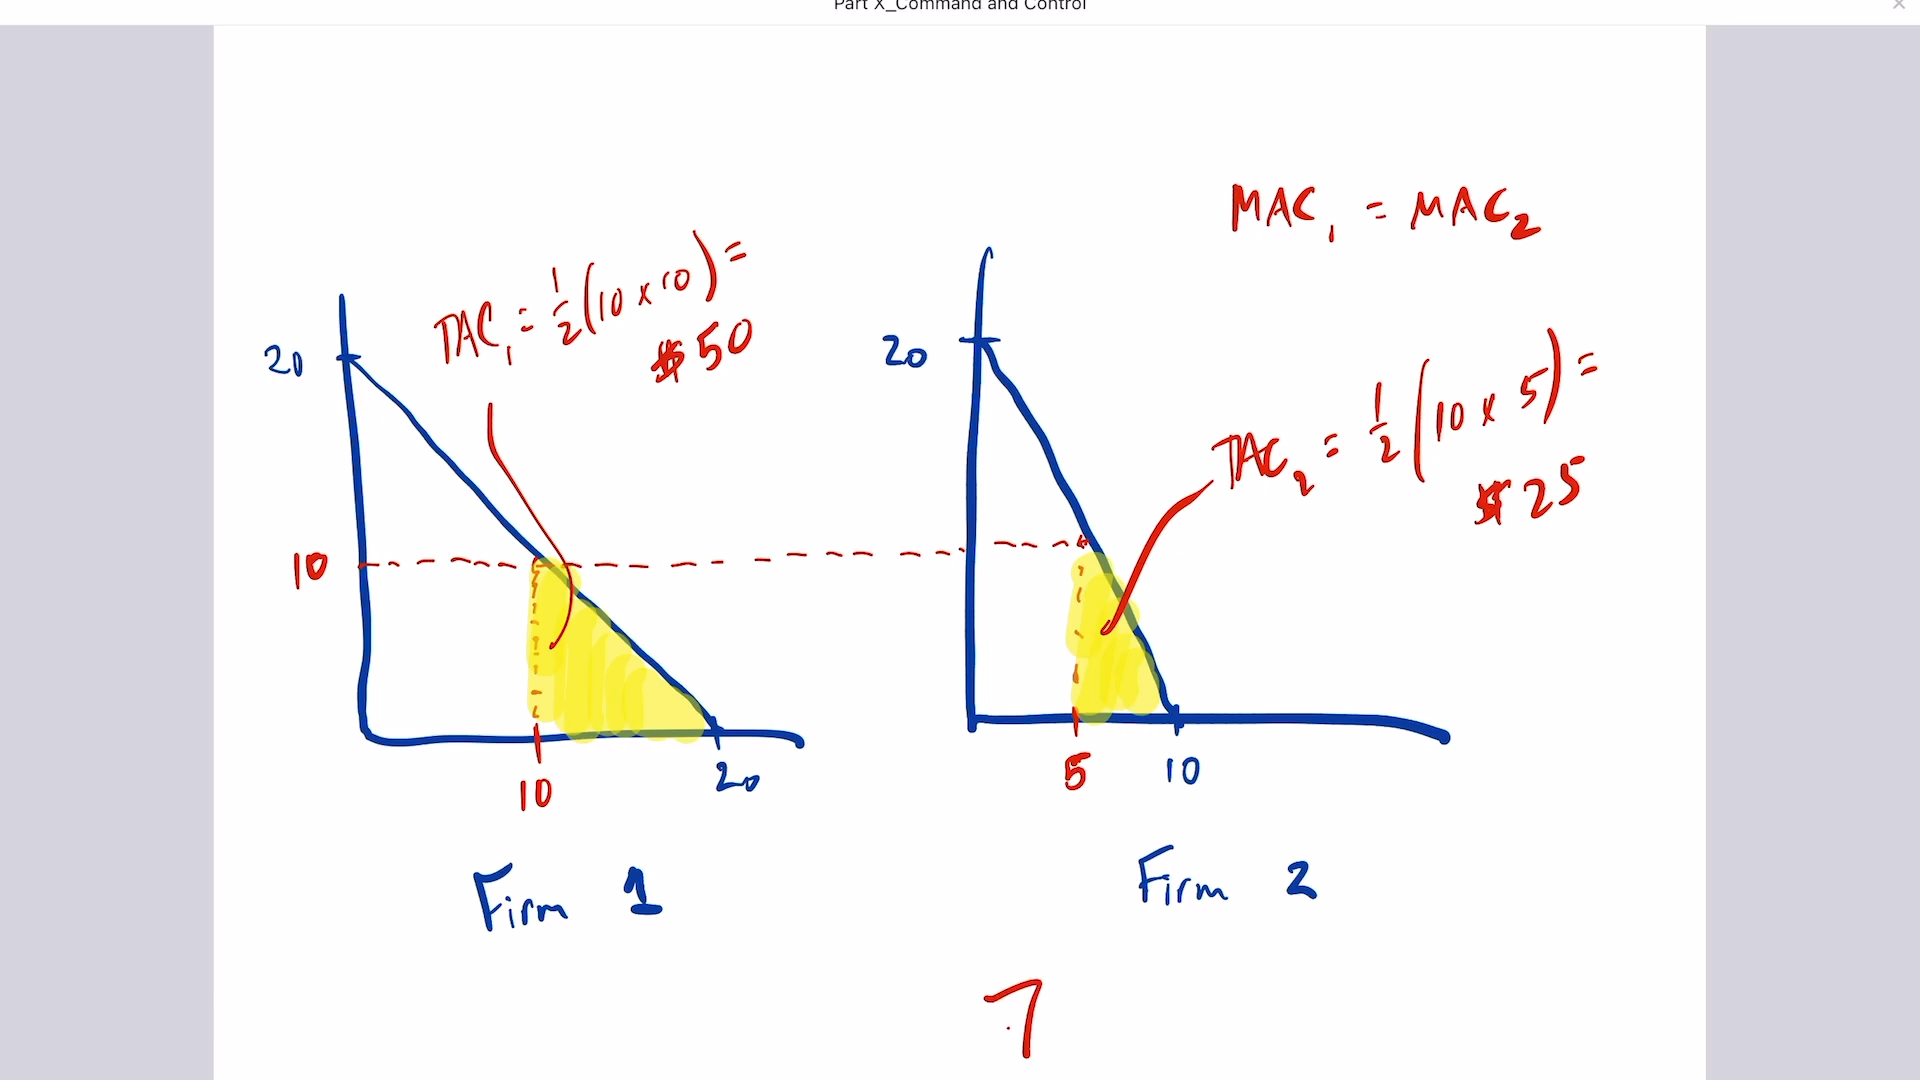 Part X_Command and Control
MAC1 = MAC2
TAC1 = 1/2 (10 x 10) =
$50
20
20
TAC2 = 1/2 (10 x 5) =
$25
10
10
20
5
10
Firm 1
Firm 2
7